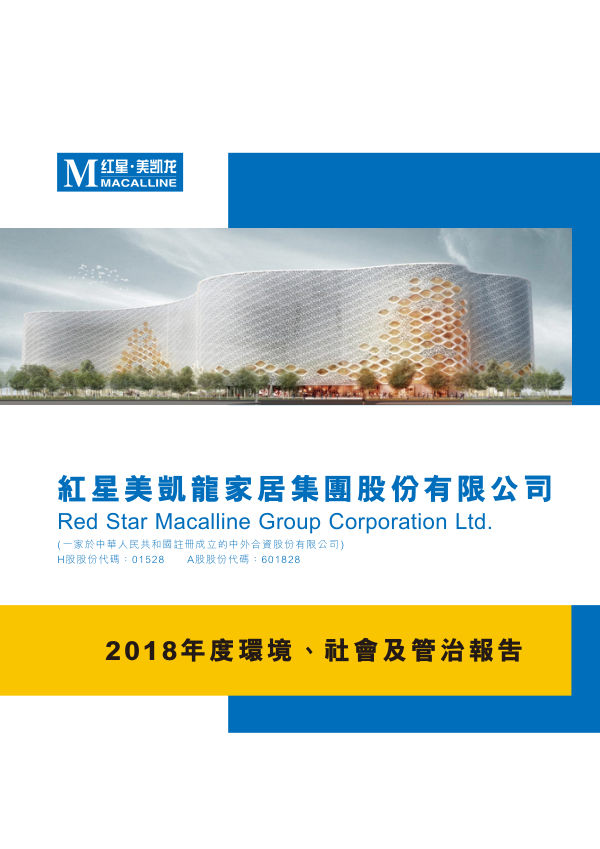 M 红星·美凯龙
MACALLINE
紅星美凱龍家居集團股份有限公司
Red Star Macalline Group Corporation Ltd.
(一家於中華人民共和國註冊成立的中外合資股份有限公司)
H股股份代碼：01528 A股股份代碼：601828
2018年度環境、社會及管治報告